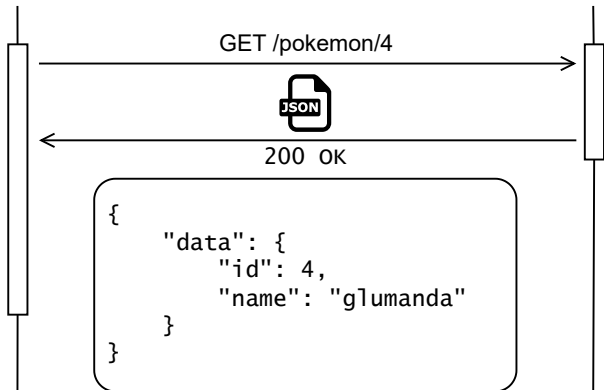 GET /pokemon/4
JSON
200 OK
{
    "data": {
        "id": 4,
        "name": "glumanda"
    }
}